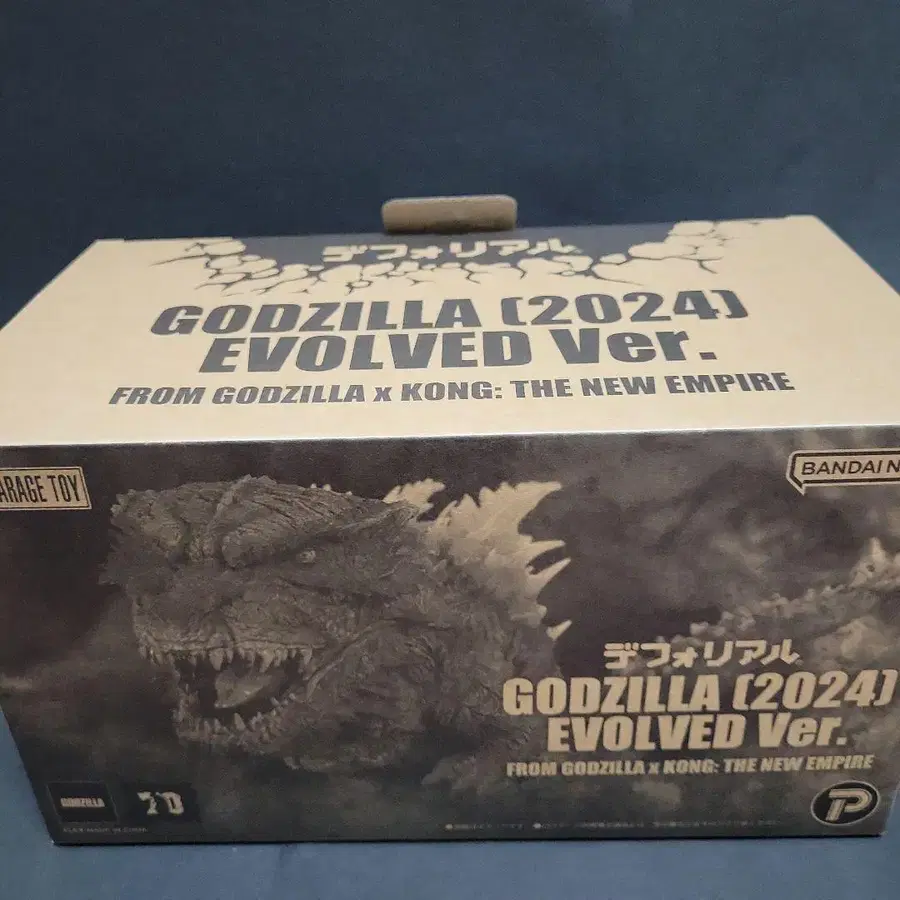 デフォリアル
GODZILLA (2024)
EVOLVED Ver.
FROM GODZILLA x KONG: THE NEW EMPIRE
ARAGE TOY
BANDAI N
デフォリアル
GODZILLA (2024)
EVOLVED Ver.
FROM GODZILLA x KONG: THE NEW EMPIRE
GODZILLA
70
P